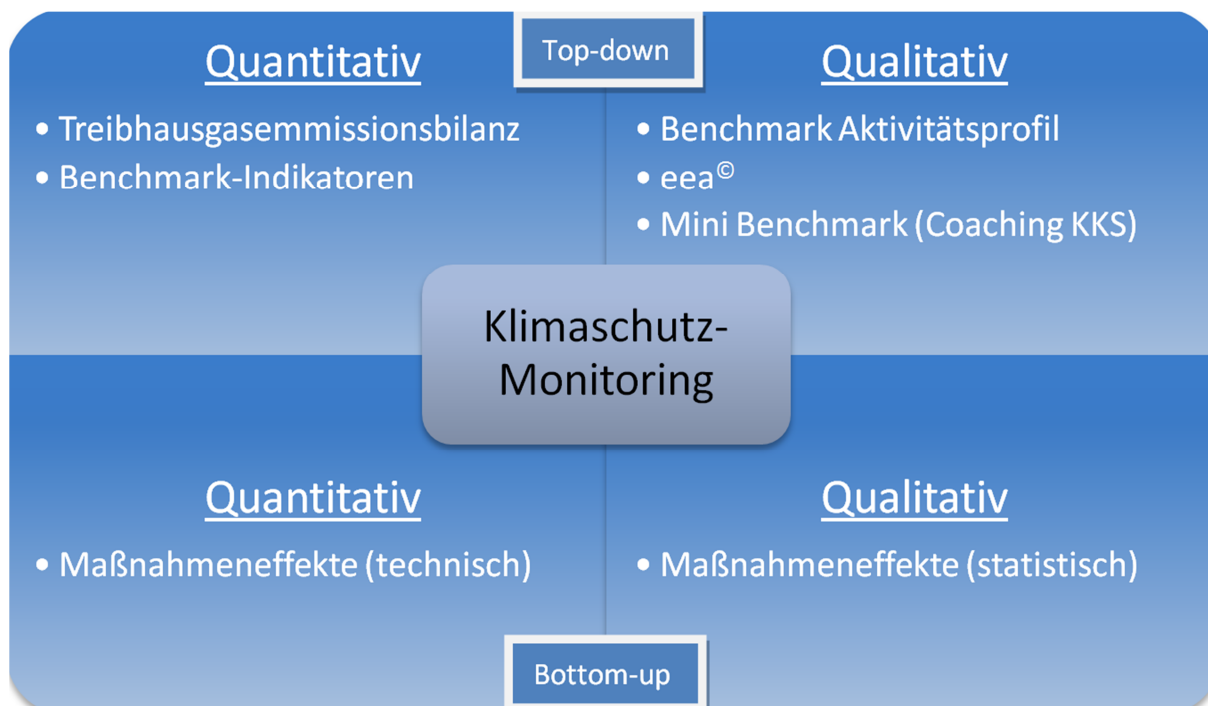 Top-down
Quantitativ
• Treibhausgasemmissionsbilanz
• Benchmark-Indikatoren
Qualitativ
• Benchmark Aktivitätsprofil
• eea©
• Mini Benchmark (Coaching KKS)
Klimaschutz-
Monitoring
Quantitativ
• Maßnahmeneffekte (technisch)
Qualitativ
• Maßnahmeneffekte (statistisch)
Bottom-up